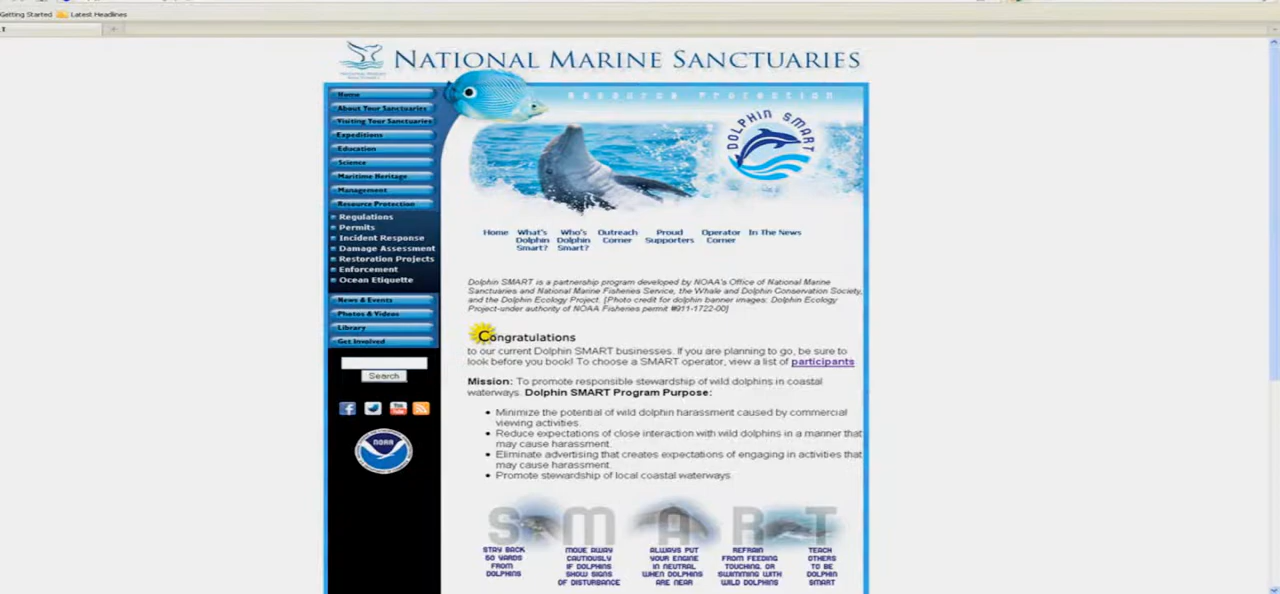 Getting Started Latest Headlines
NATIONAL MARINE SANCTUARIES
Resource Protection
DOLPHIN SMART
Home
About Your Sanctuaries
Visiting Your Sanctuaries
Expeditions
Education
Science
Maritime Heritage
Management
Resource Protection
Regulations
Permits
Incident Response
Damage Assessment
Restoration Projects
Enforcement
Ocean Etiquette
News & Events
Photos & Videos
Library
Get Involved
Search
NOAA
Home What's Dolphin Smart? Who's Dolphin Smart? Outreach Corner Proud Supporters Operator Corner In The News
Dolphin SMART is a partnership program developed by NOAA's Office of National Marine
Sanctuaries and National Marine Fisheries Service, the Whale and Dolphin Conservation Society,
and the Dolphin Ecology Project. [Photo credit for dolphin banner images: Dolphin Ecology
Project-under authority of NOAA Fisheries permit #911-1722-00]
Congratulations
to our current Dolphin SMART businesses. If you are planning to go, be sure to
look before you book! To choose a SMART operator, view a list of participants
Mission: To promote responsible stewardship of wild dolphins in coastal
waterways. Dolphin SMART Program Purpose:
Minimize the potential of wild dolphin harassment caused by commercial
viewing activities.
Reduce expectations of close interaction with wild dolphins in a manner that
may cause harassment.
Eliminate advertising that creates expectations of engaging in activities that
may cause harassment.
Promote stewardship of local coastal waterways.
S M A R T
STAY BACK 50 YARDS FROM DOLPHINS
MOVE AWAY CAUTIOUSLY IF DOLPHINS SHOW SIGNS OF DISTURBANCE
ALWAYS PUT YOUR ENGINE IN NEUTRAL WHEN DOLPHINS ARE NEAR
REFRAIN FROM FEEDING, TOUCHING, OR SWIMMING WITH WILD DOLPHINS
TEACH OTHERS TO BE DOLPHIN SMART